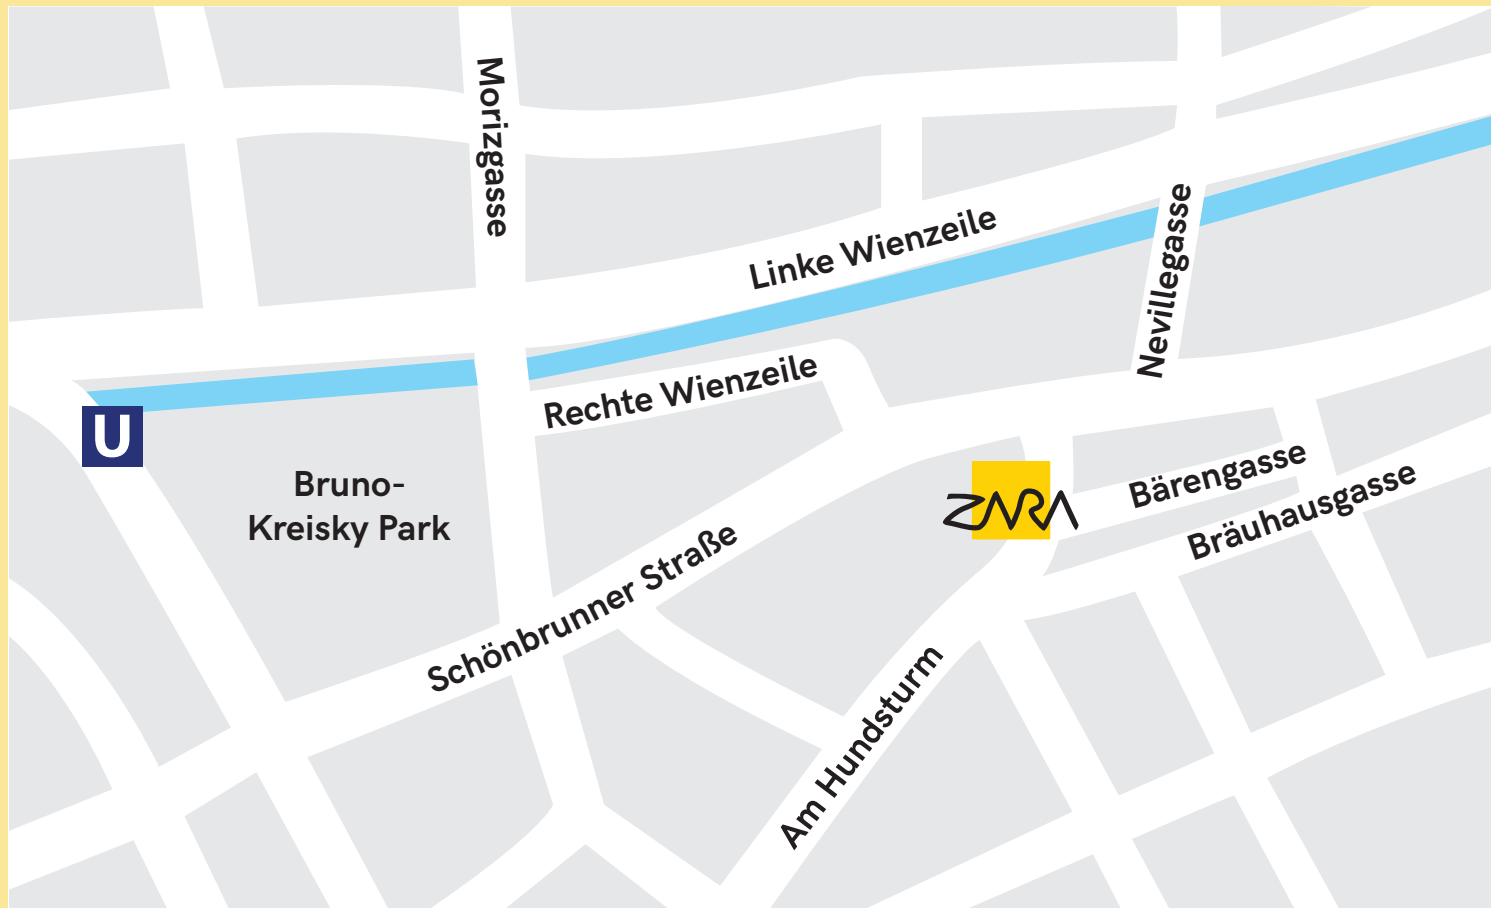 Morizgasse
Linke Wienzeile
Nevillegasse
Rechte Wienzeile
U
Bruno-
Kreisky Park
ZARA
Bärengasse
Bräuhausgasse
Schönbrunner Straße
Am Hundsturm